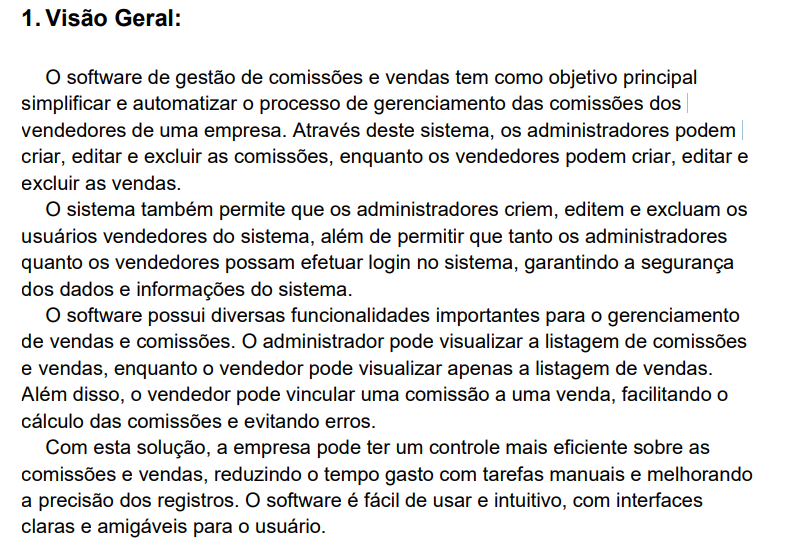 1. Visão Geral:
O software de gestão de comissões e vendas tem como objetivo principal
simplificar e automatizar o processo de gerenciamento das comissões dos
vendedores de uma empresa. Através deste sistema, os administradores podem
criar, editar e excluir as comissões, enquanto os vendedores podem criar, editar e
excluir as vendas.
O sistema também permite que os administradores criem, editem e excluam os
usuários vendedores do sistema, além de permitir que tanto os administradores
quanto os vendedores possam efetuar login no sistema, garantindo a segurança
dos dados e informações do sistema.
O software possui diversas funcionalidades importantes para o gerenciamento
de vendas e comissões. O administrador pode visualizar a listagem de comissões
e vendas, enquanto o vendedor pode visualizar apenas a listagem de vendas.
Além disso, o vendedor pode vincular uma comissão a uma venda, facilitando o
cálculo das comissões e evitando erros.
Com esta solução, a empresa pode ter um controle mais eficiente sobre as
comissões e vendas, reduzindo o tempo gasto com tarefas manuais e melhorando
a precisão dos registros. O software é fácil de usar e intuitivo, com interfaces
claras e amigáveis para o usuário.